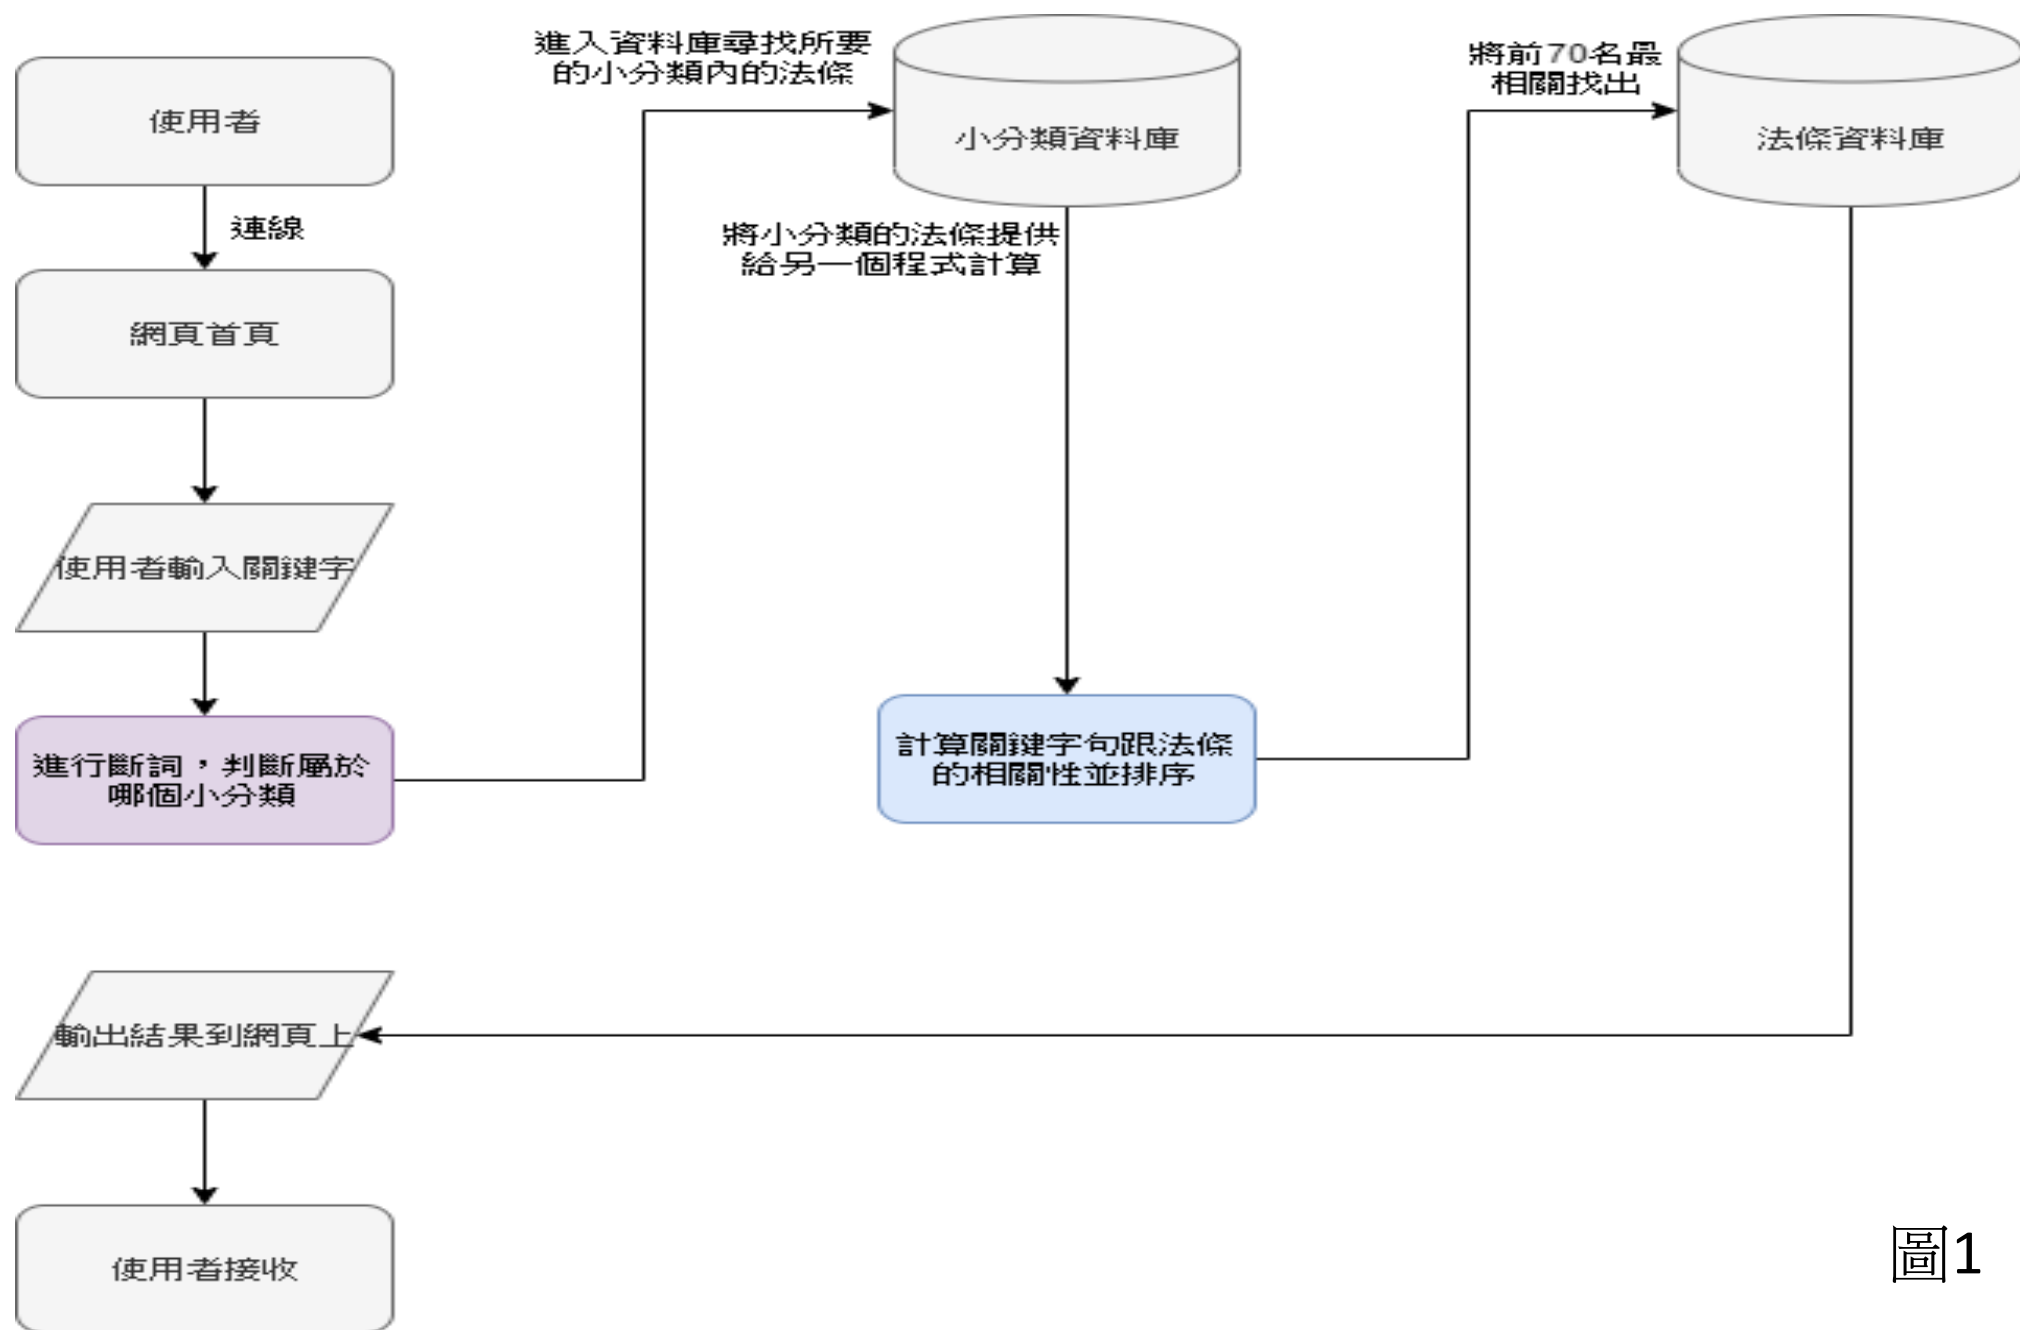 使用者
連線
網頁首頁
使用者輸入關鍵字
進行斷詞，判斷屬於
哪個小分類
進入資料庫尋找所要
的小分類內的法條
小分類資料庫
將小分類的法條提供
給另一個程式計算
計算關鍵字句跟法條
的相關性並排序
將前70名最
相關找出
法條資料庫
輸出結果到網頁上
使用者接收
圖1